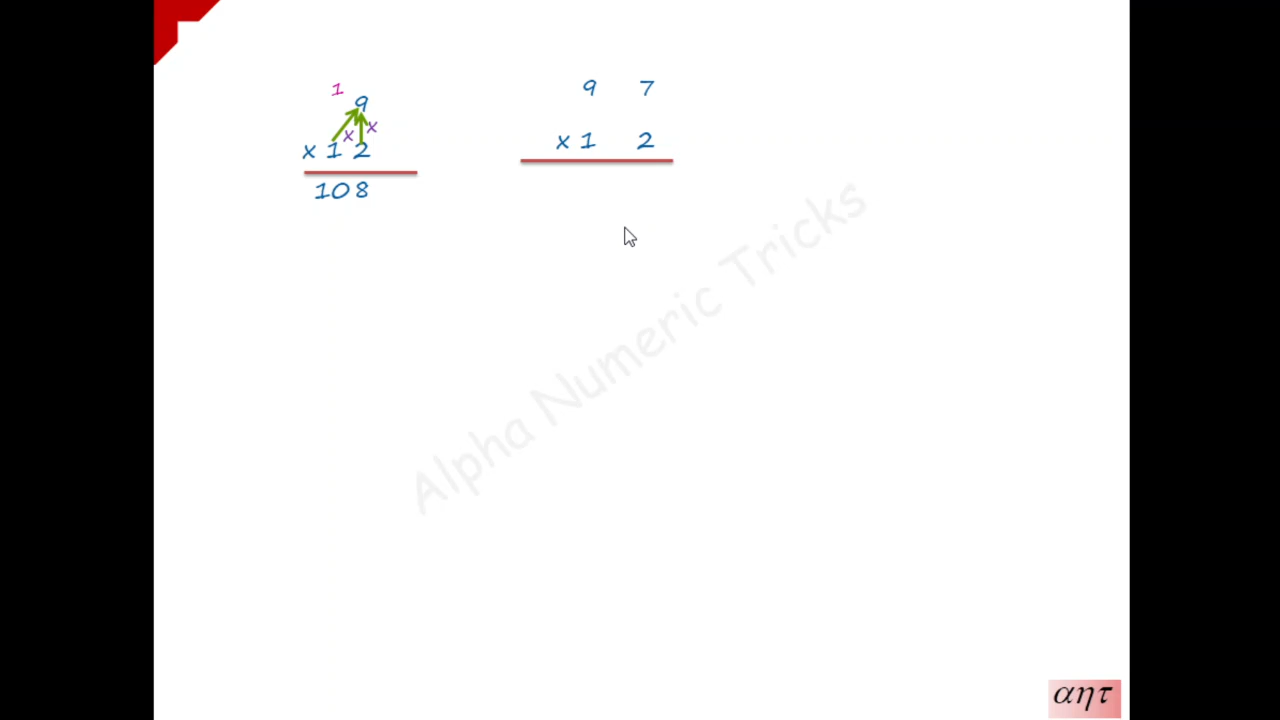 1
9
x x
x 1 2
108
9 7
x 1 2
Alpha Numeric Tricks
αητ